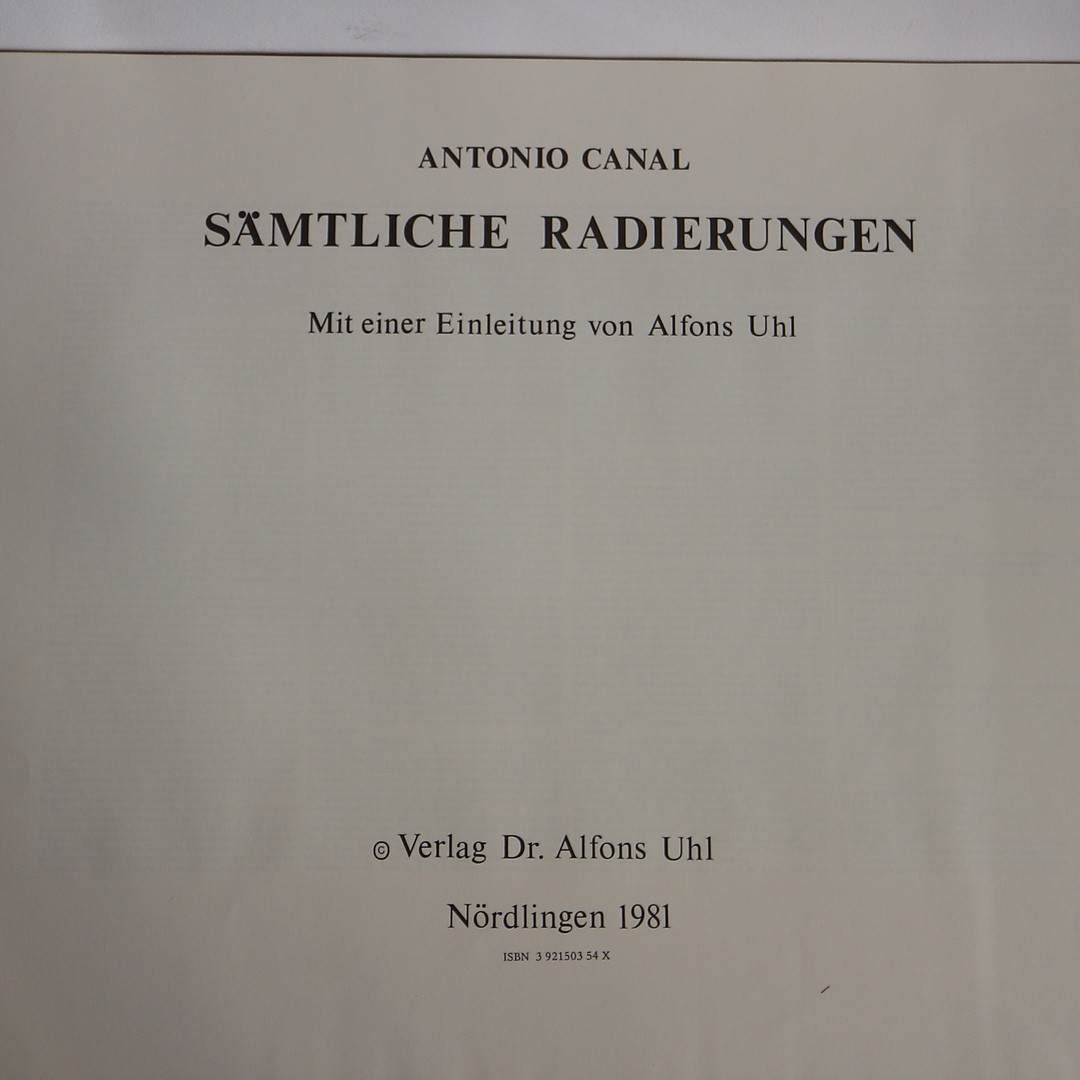 ANTONIO CANAL
SÄMTLICHE RADIERUNGEN
Mit einer Einleitung von Alfons Uhl
© Verlag Dr. Alfons Uhl
Nördlingen 1981
ISBN 3 921503 54 X